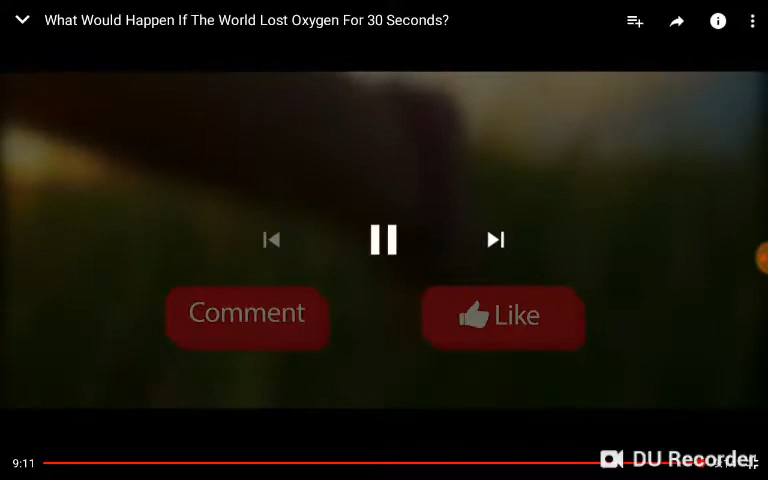 What Would Happen If The World Lost Oxygen For 30 Seconds?
Comment
Like
9:11
DU Recorder